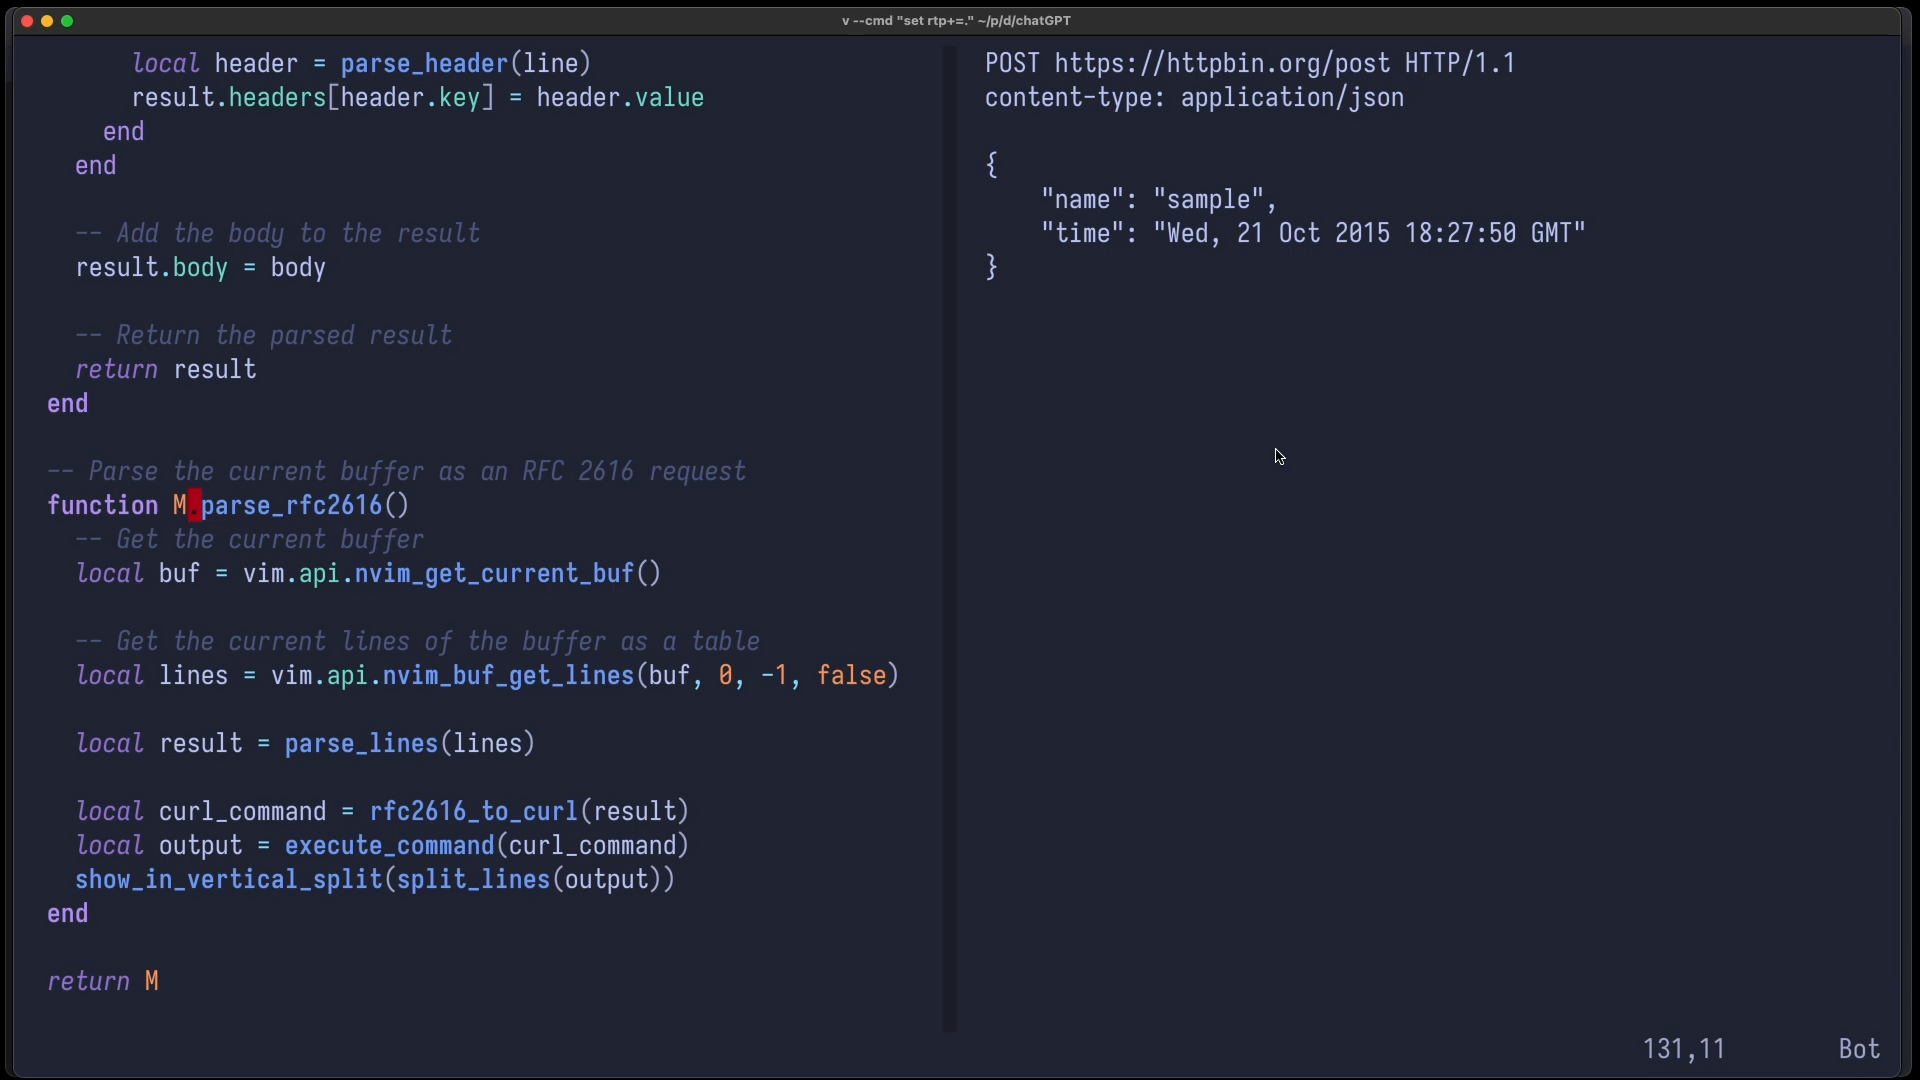 v --cmd "set rtp+=." ~/p/d/chatGPT
local header = parse_header(line)
result.headers[header.key] = header.value
end
end
-- Add the body to the result
result.body = body
-- Return the parsed result
return result
end
-- Parse the current buffer as an RFC 2616 request
function M.parse_rfc2616()
-- Get the current buffer
local buf = vim.api.nvim_get_current_buf()
-- Get the current lines of the buffer as a table
local lines = vim.api.nvim_buf_get_lines(buf, 0, -1, false)
local result = parse_lines(lines)
local curl_command = rfc2616_to_curl(result)
local output = execute_command(curl_command)
show_in_vertical_split(split_lines(output))
end
return M
POST https://httpbin.org/post HTTP/1.1
content-type: application/json
{
"name": "sample",
"time": "Wed, 21 Oct 2015 18:27:50 GMT"
}
131,11 Bot